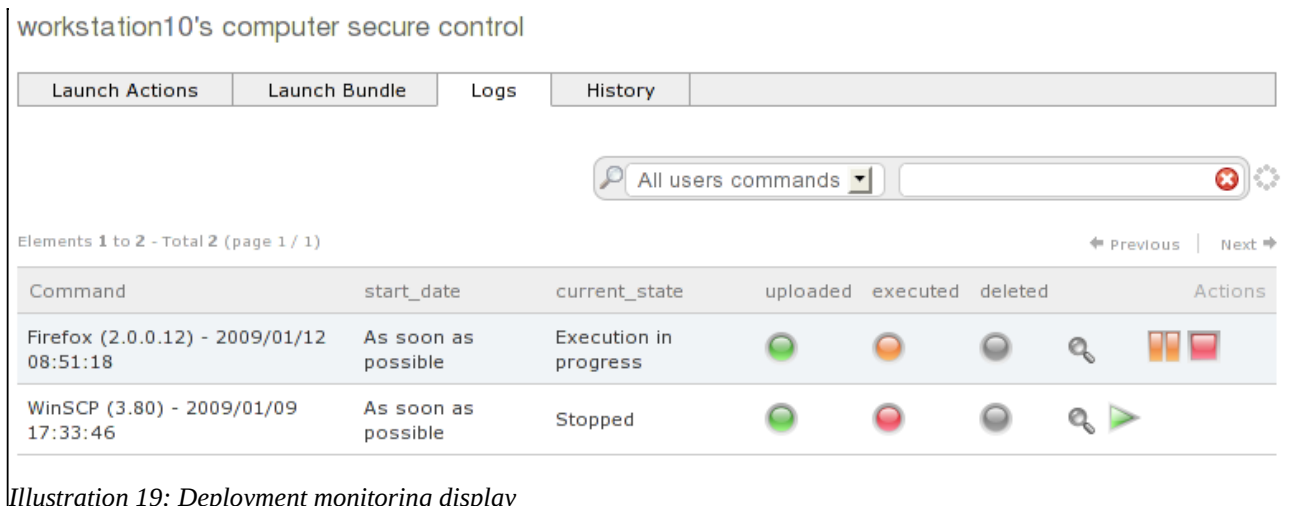 workstation10's computer secure control
Launch Actions Launch Bundle Logs History
All users commands
Elements 1 to 2 - Total 2 (page 1 / 1) Previous | Next
Command start_date current_state uploaded executed deleted Actions
Firefox (2.0.0.12) - 2009/01/12 As soon as Execution in
08:51:18 possible progress
WinSCP (3.80) - 2009/01/09 As soon as Stopped
17:33:46 possible
Illustration 19: Deployment monitoring display